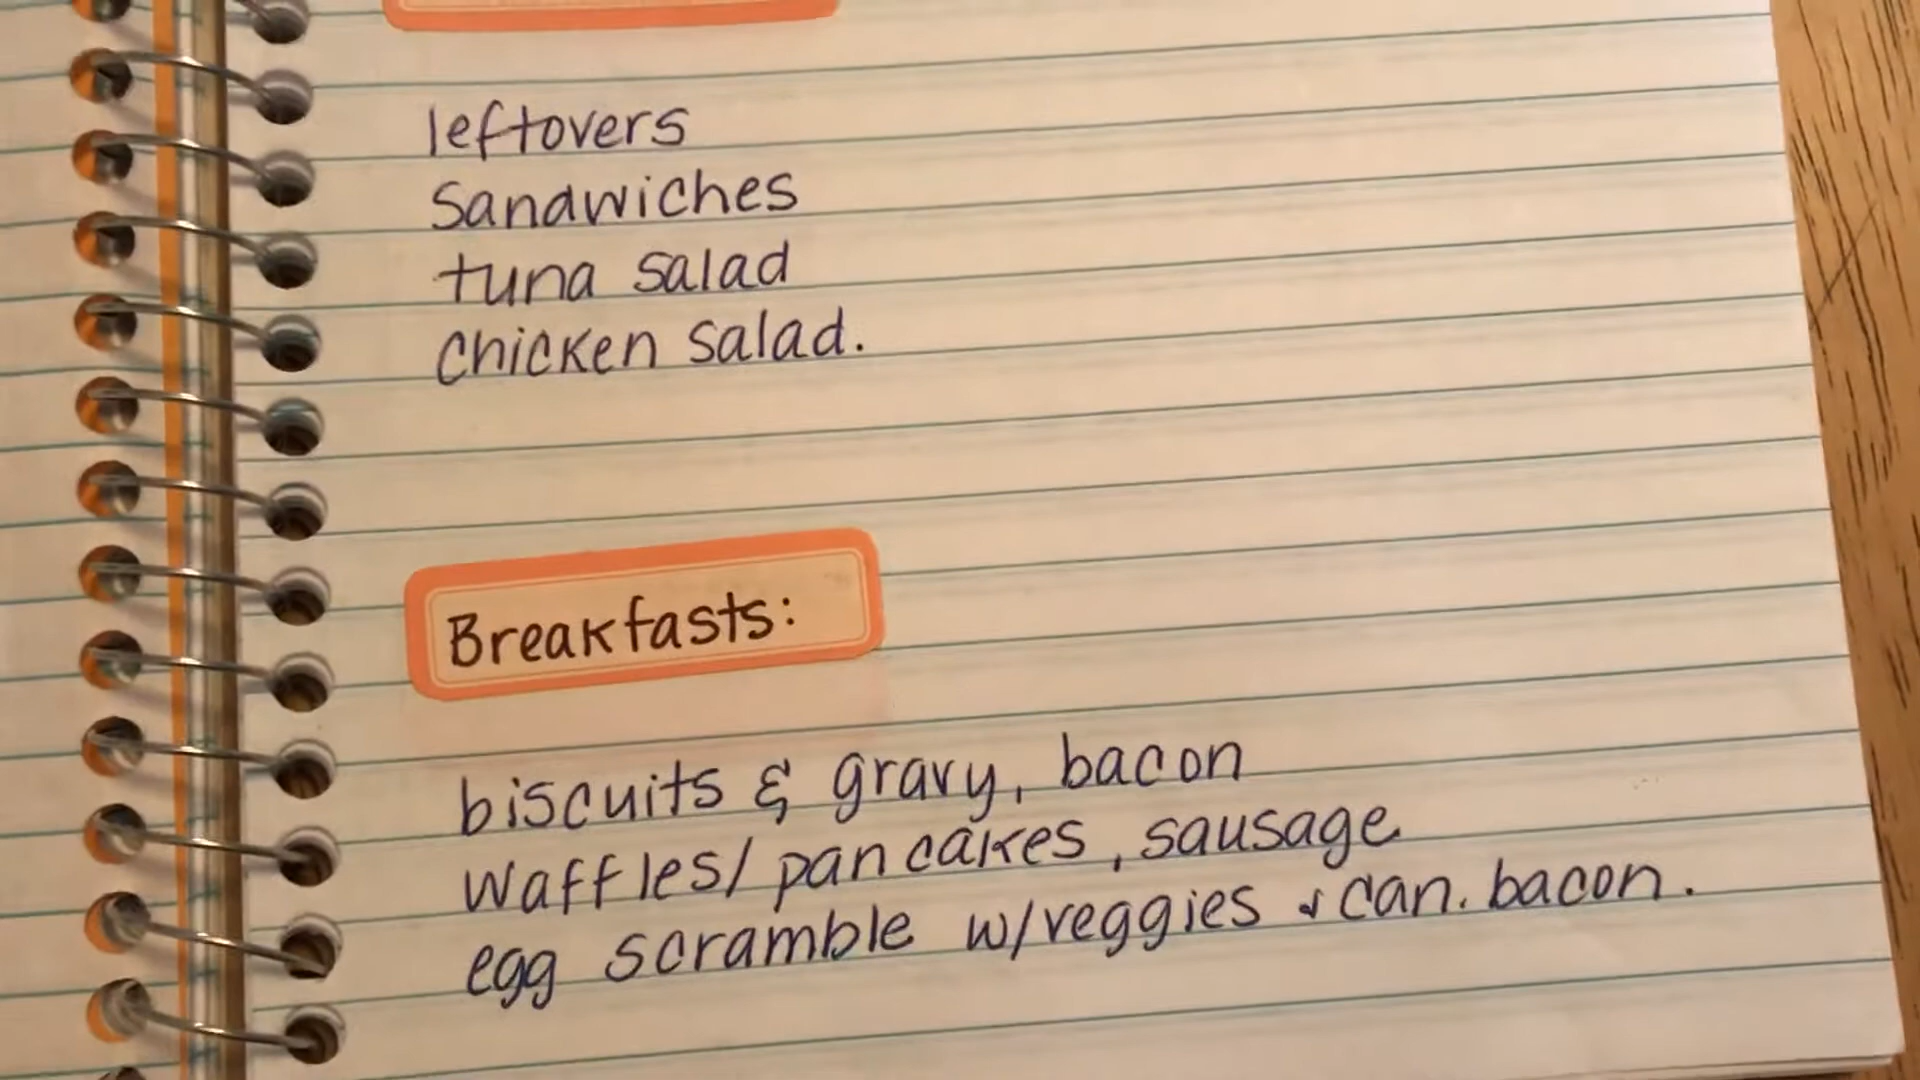 leftovers
Sandwiches
tuna salad
chicken salad.
Breakfasts:
biscuits & gravy, bacon
Waffles/pancakes, sausage
egg scramble w/veggies & can. bacon.